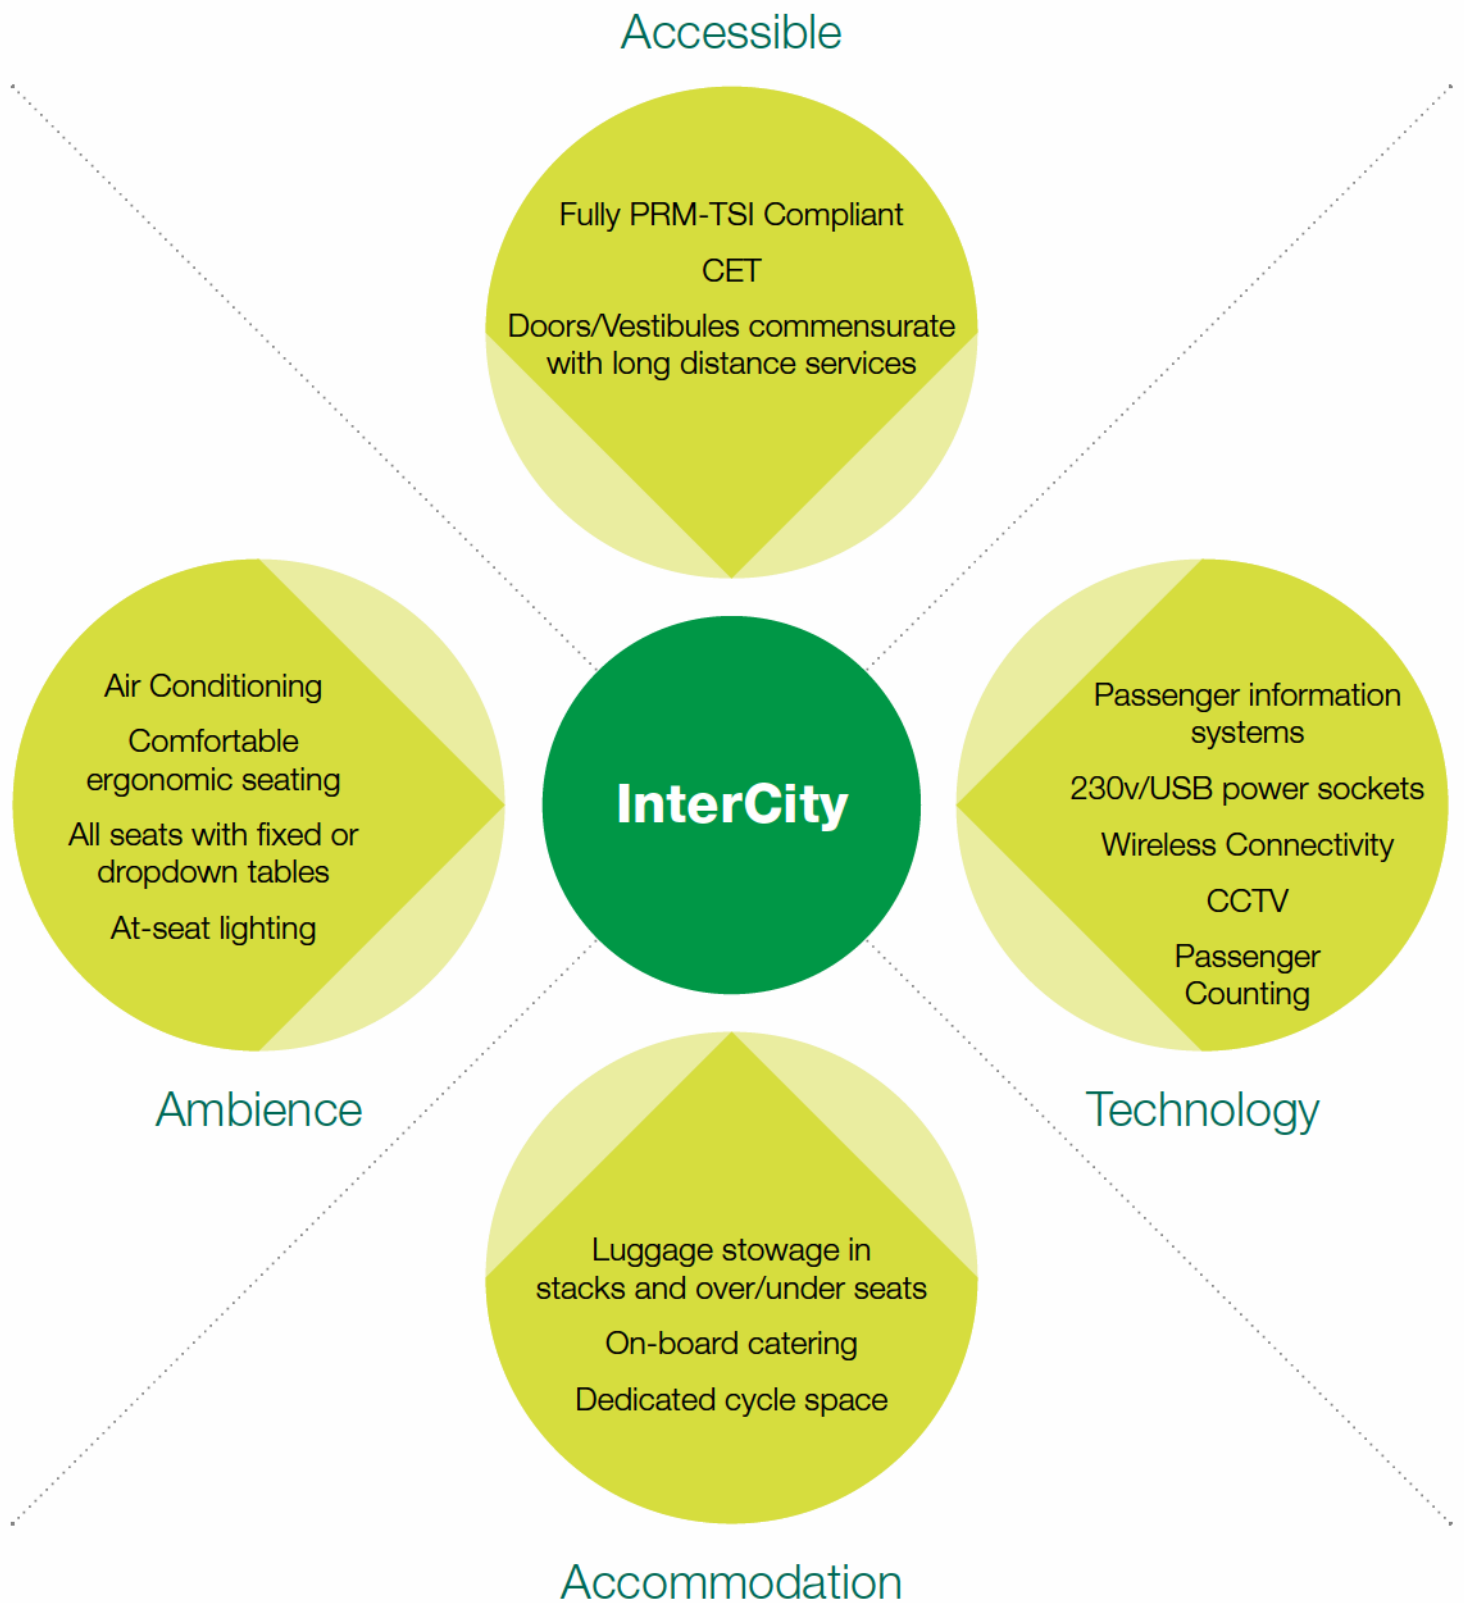 Accessible
Fully PRM-TSI Compliant
CET
Doors/Vestibules commensurate
with long distance services
Air Conditioning
Comfortable
ergonomic seating
All seats with fixed or
dropdown tables
At-seat lighting
Ambience
InterCity
Passenger information
systems
230v/USB power sockets
Wireless Connectivity
CCTV
Passenger
Counting
Technology
Luggage stowage in
stacks and over/under seats
On-board catering
Dedicated cycle space
Accommodation